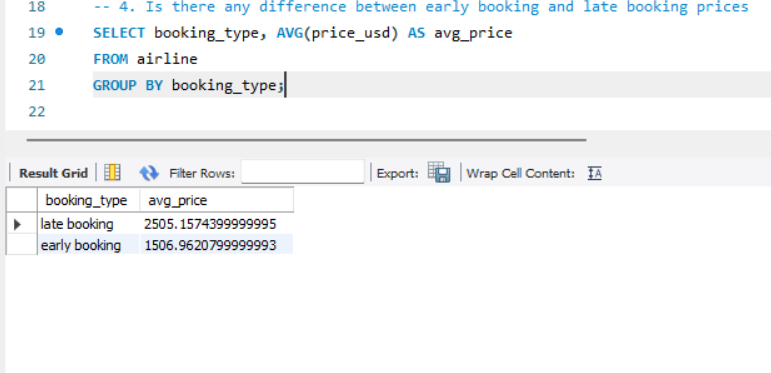 18 -- 4. Is there any difference between early booking and late booking prices
19 SELECT booking_type, AVG(price_usd) AS avg_price
20 FROM airline
21 GROUP BY booking_type;
22
Result Grid Filter Rows: Export: Wrap Cell Content: IA
booking_type avg_price
late booking 2505.1574399999995
early booking 1506.9620799999993